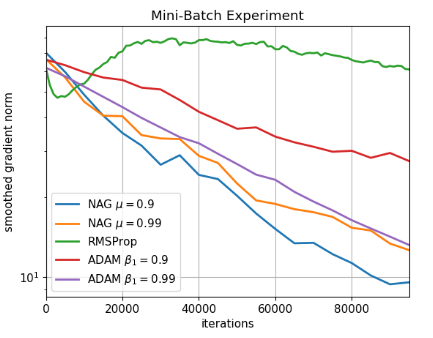 Mini-Batch Experiment
smoothed gradient norm
10¹
NAG μ = 0.9
NAG μ = 0.99
RMSProp
ADAM β₁ = 0.9
ADAM β₁ = 0.99
0 20000 40000 60000 80000
iterations